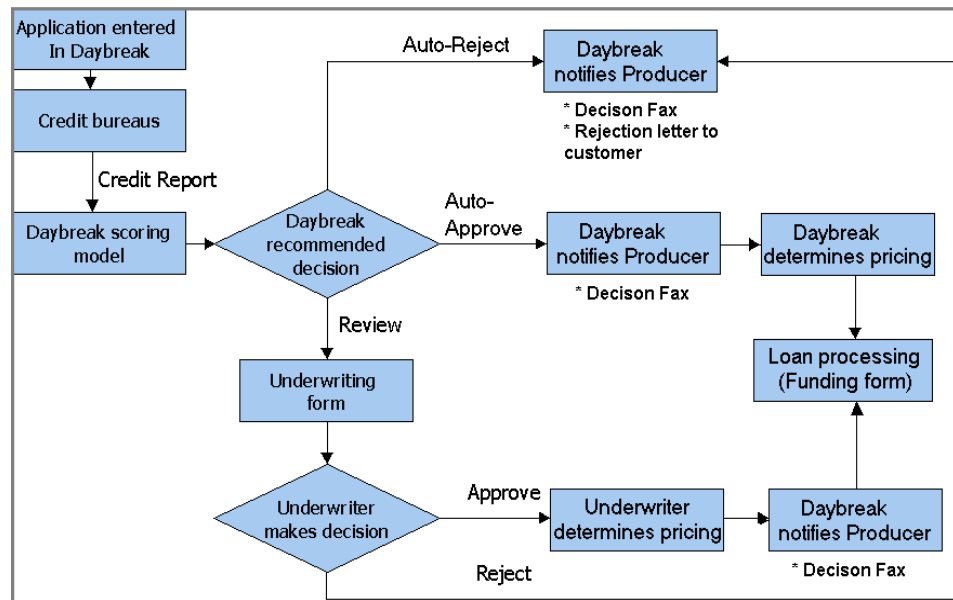 Application entered
In Daybreak
Credit bureaus
Credit Report
Daybreak scoring
model
Daybreak
recommended
decision
Auto-Reject
Daybreak
notifies Producer
* Decison Fax
* Rejection letter to
customer
Auto-
Approve
Daybreak
notifies Producer
* Decison Fax
Daybreak
determines pricing
Loan processing
(Funding form)
Review
Underwriting
form
Underwriter
makes decision
Approve
Underwriter
determines pricing
Daybreak
notifies Producer
* Decison Fax
Reject